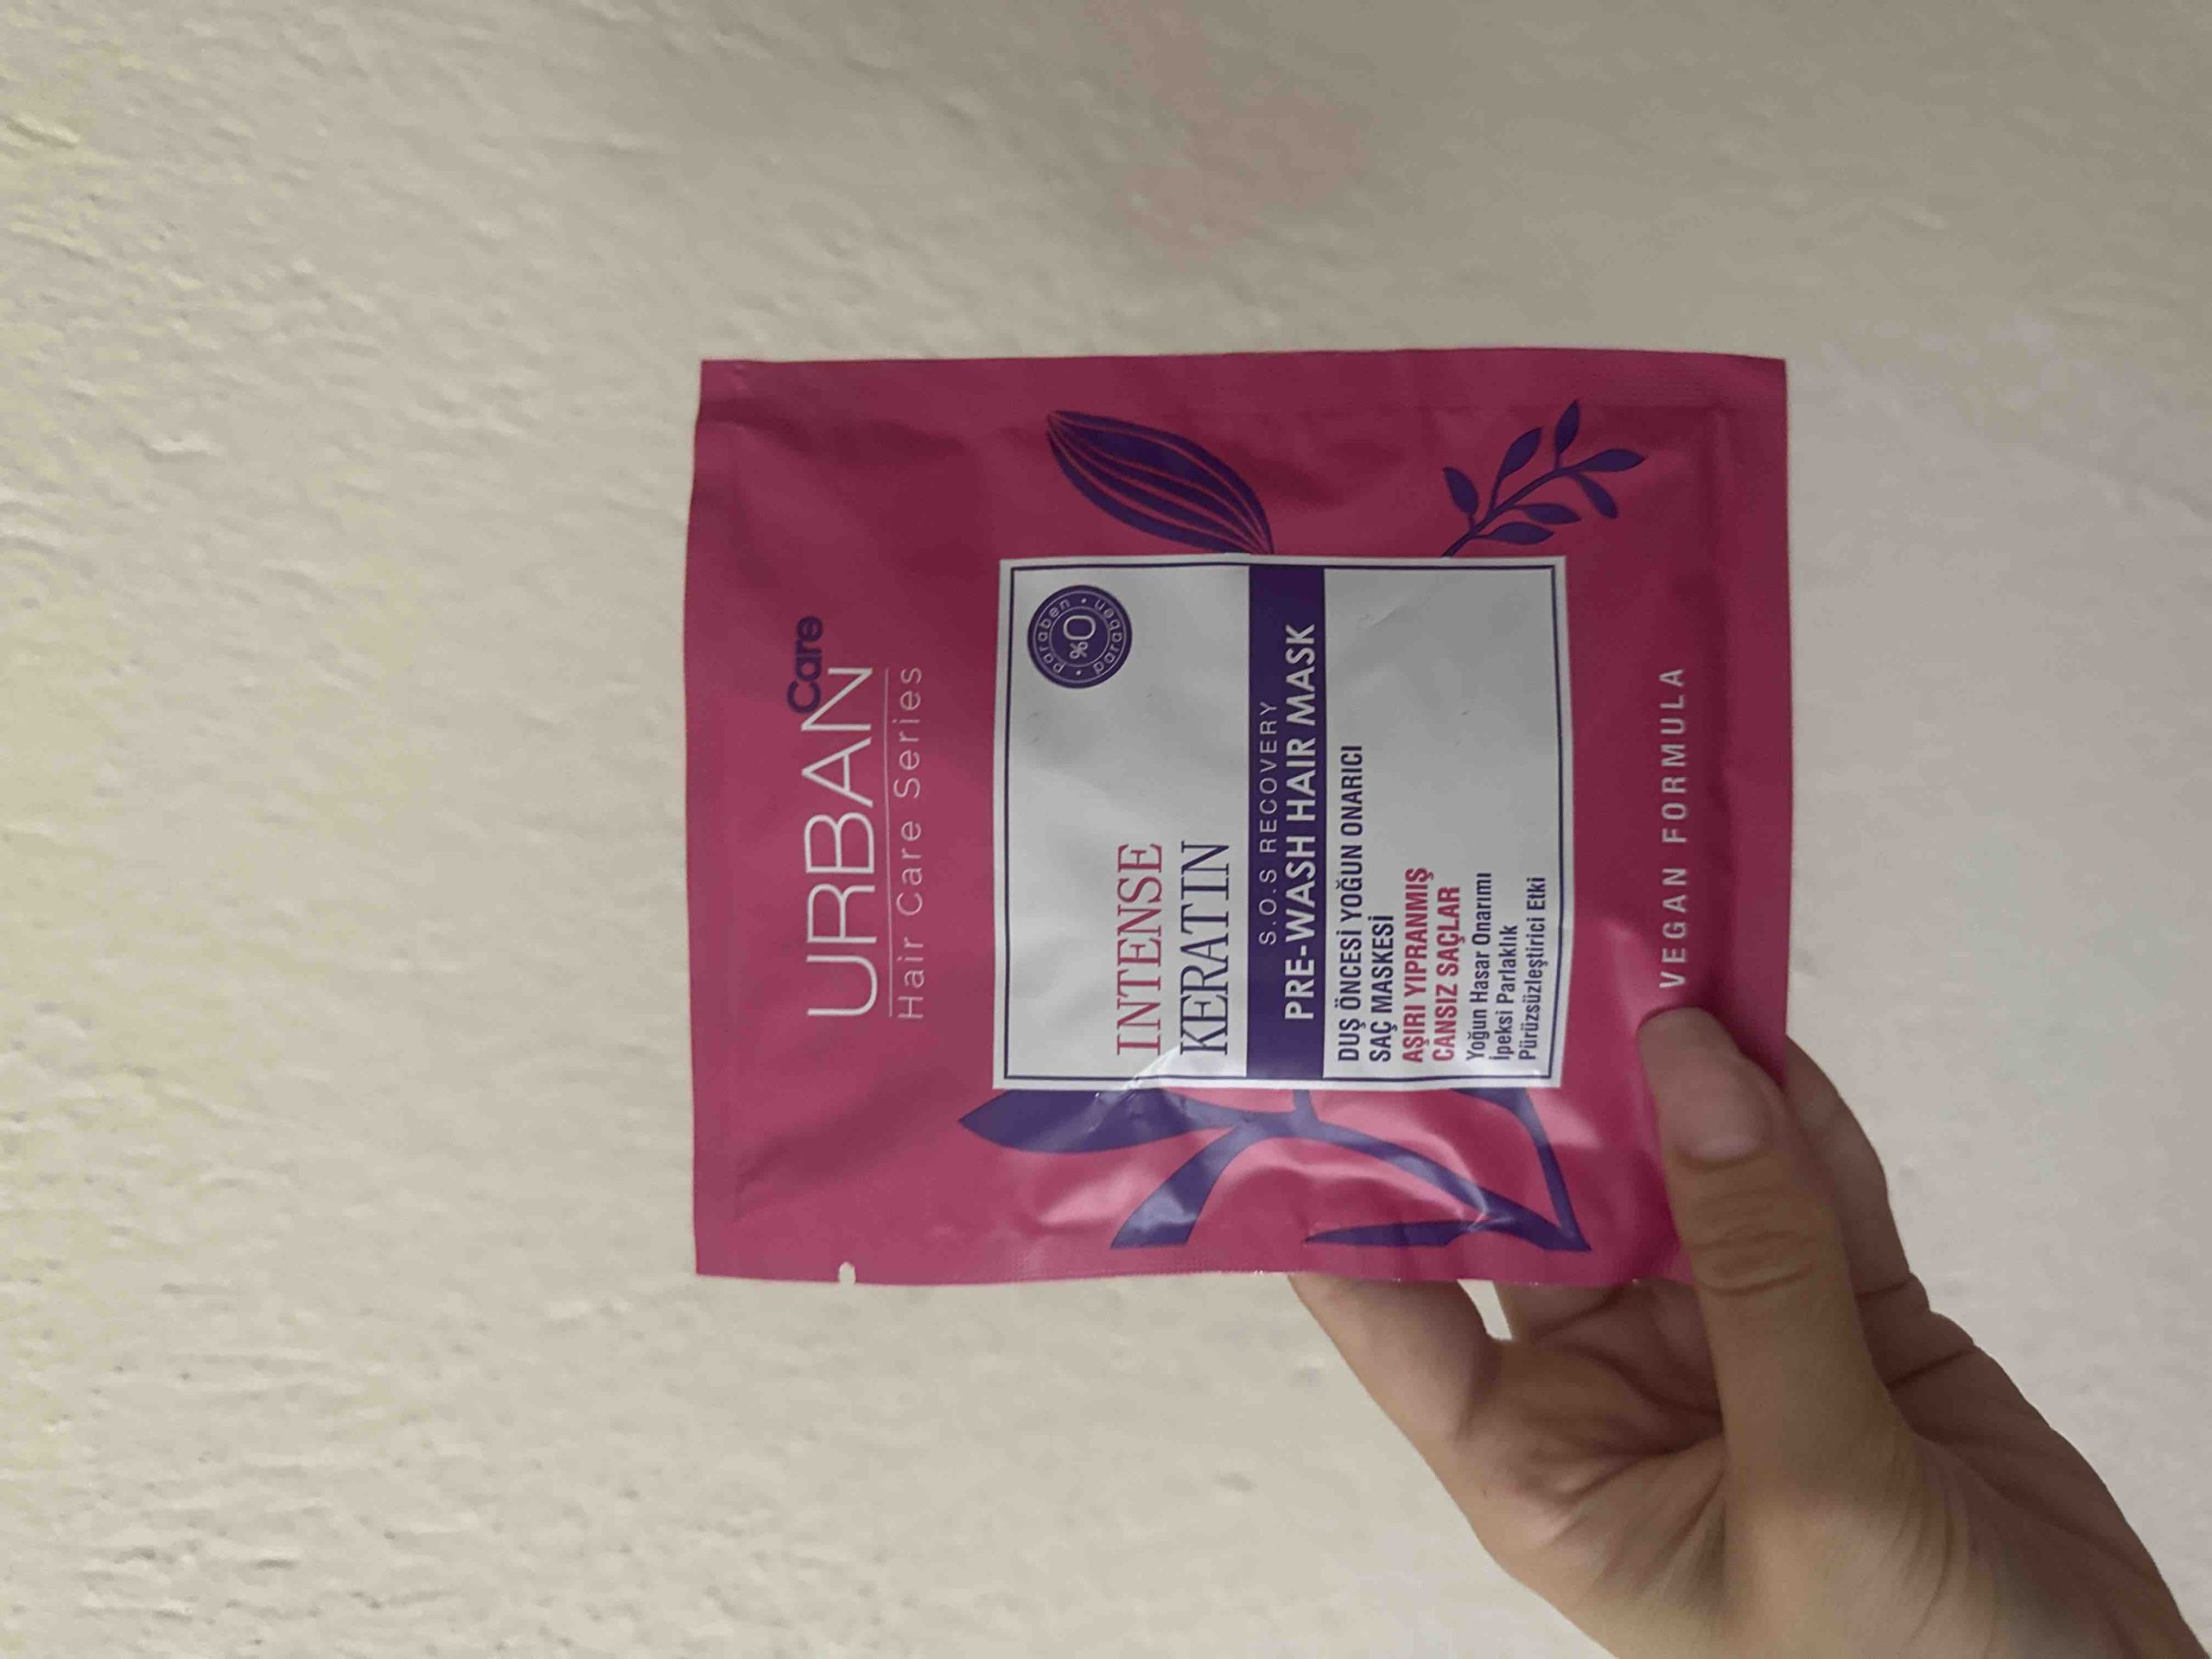 URBAN Care
Hair Care Series
paraben • paraben •
%0
INTENSE
KERATIN
S.O.S RECOVERY
PRE-WASH HAIR MASK
DUŞ ÖNCESİ YOĞUN ONARICI
SAÇ MASKESİ
AŞIRI YIPRANMIŞ
CANSIZ SAÇLAR
Yoğun Hasar Onarımı
İpeksi Parlaklık
Pürüzsüzleştirici Etki
VEGAN FORMULA